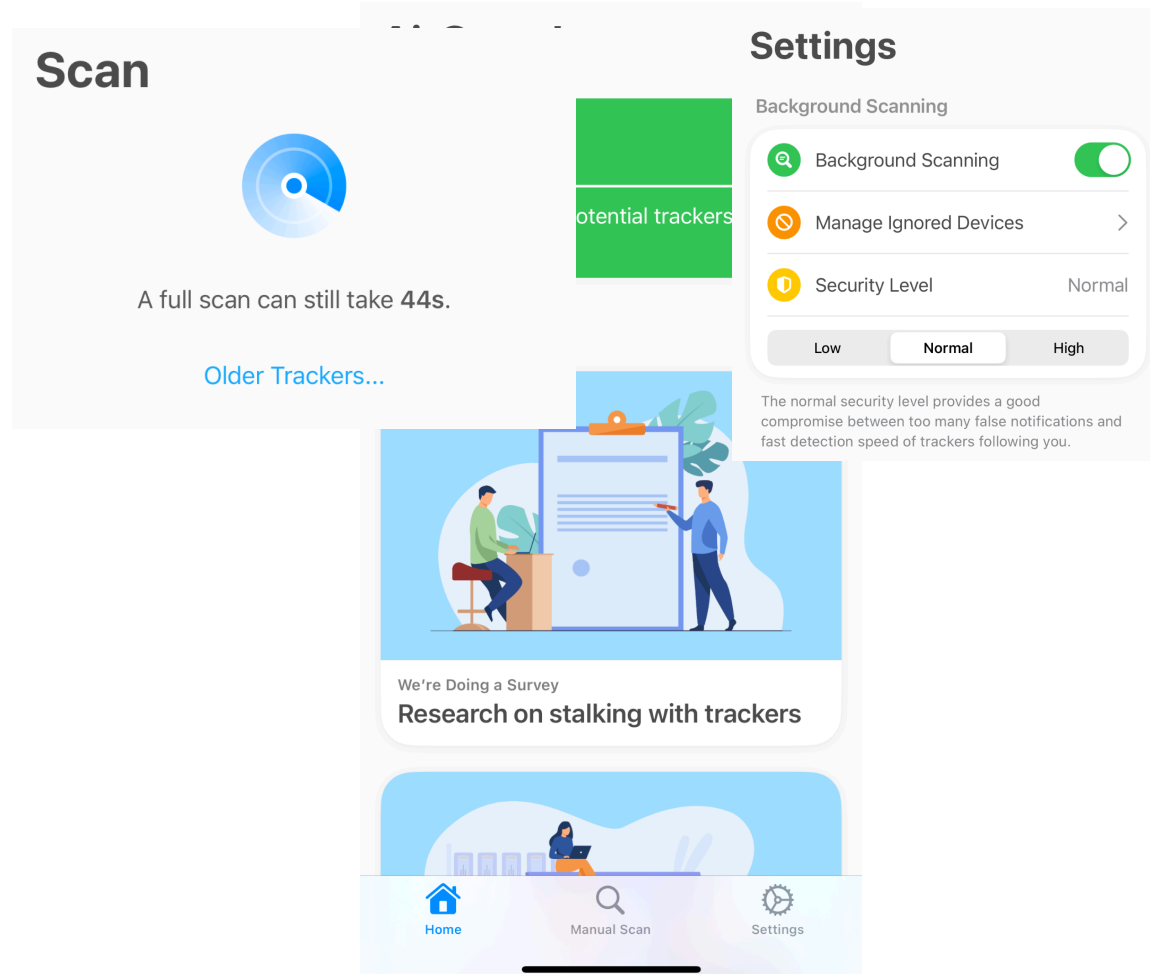 Scan
A full scan can still take 44s.
Older Trackers...
otential trackers
Settings
Background Scanning
Background Scanning
Manage Ignored Devices
Security Level Normal
Low Normal High
The normal security level provides a good
compromise between too many false notifications and
fast detection speed of trackers following you.
We're Doing a Survey
Research on stalking with trackers
Home Manual Scan Settings